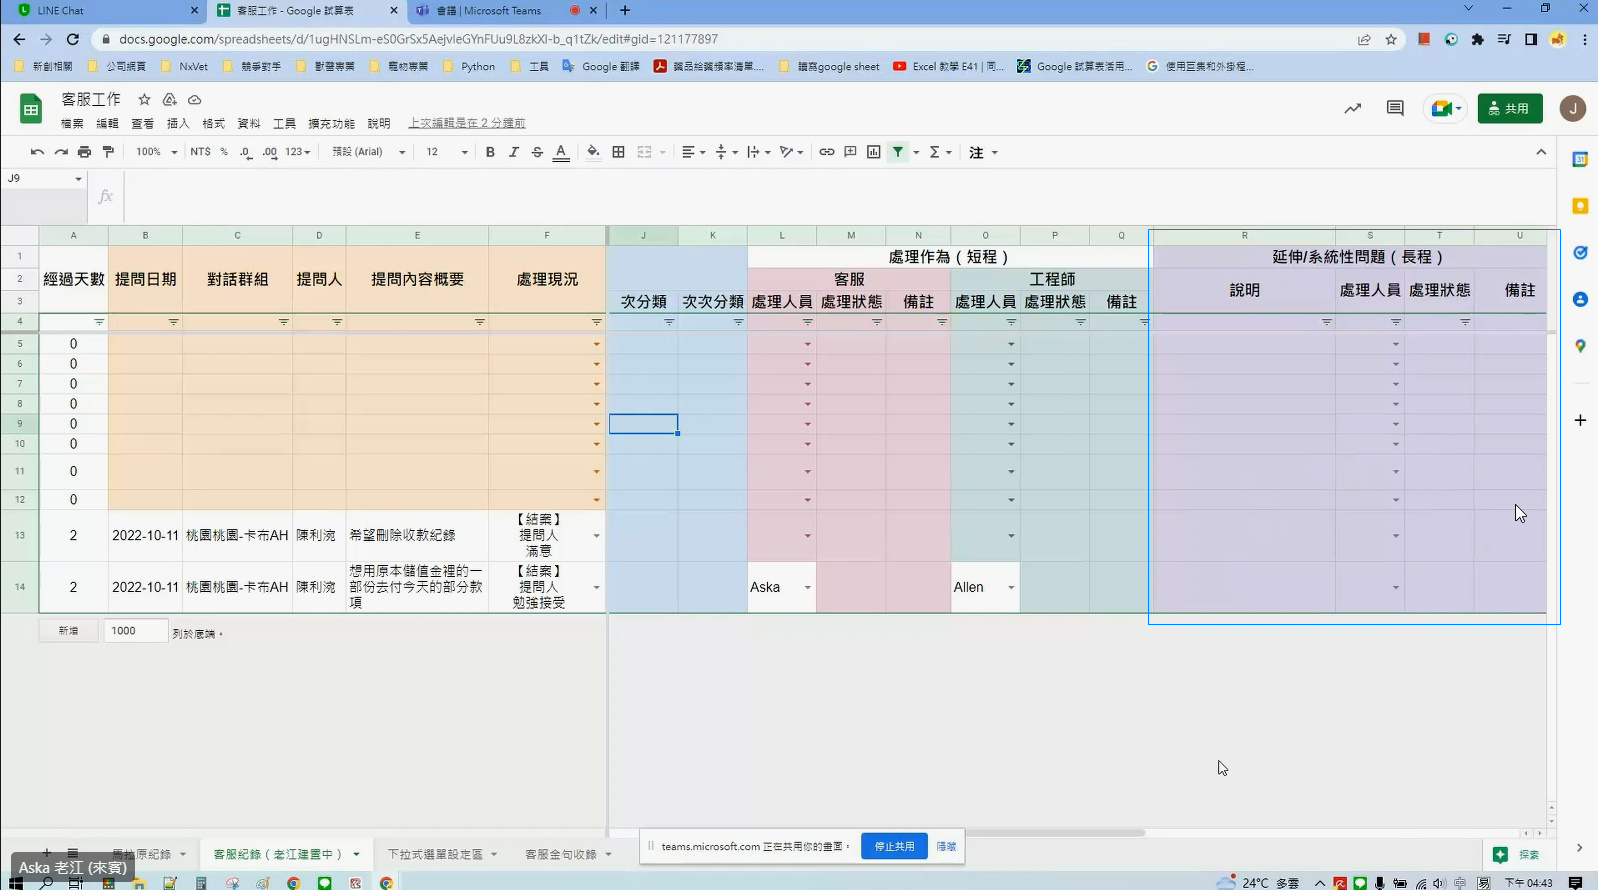 LINE Chat
客服工作 - Google 試算表
會議 | Microsoft Teams
docs.google.com/spreadsheets/d/1ugHNSLm-eS0GrSx5AejvleGYnFUu9L8zkXI-b_q1tZk/edit#gid=121177897
新創相關 公司網頁 NxVet 競爭對手 獸醫專業 寵物專業 Python 工具 Google 翻譯 藥品給藥頻率清單.... 讀寫google sheet Excel 教學 E41 | 同... Google 試算表活用... 使用巨集和外掛程...
客服工作
檔案 編輯 查看 插入 格式 資料 工具 擴充功能 說明 上次編輯是在 2 分鐘前
共用
J
100% NT$ % .0 .00 123 預設 (Arial) 12 B I S A Σ 注
J9
fx
A B C D E F J K L M N O P Q R S T U
1 處理作為（短程） 延伸/系統性問題（長程）
2 經過天數 提問日期 對話群組 提問人 提問內容概要 處理現況 客服 工程師 說明 處理人員 處理狀態 備註
3 次分類 次次分類 處理人員 處理狀態 備註 處理人員 處理狀態 備註
4
5 0
6 0
7 0
8 0
9 0
10 0
11 0
12 0
13 2 2022-10-11 桃園桃園-卡布AH 陳利涴 希望刪除收款紀錄 【結案】
提問人
滿意
14 2 2022-10-11 桃園桃園-卡布AH 陳利涴 想用原本儲值金裡的一
部份去付今天的部分款
項 【結案】
提問人
勉強接受 Aska Allen
新增 1000 列於底端。
馬拉原紀錄 客服紀錄（老江建置中） 下拉式選單設定區 客服金句收錄
teams.microsoft.com 正在共用你的畫面。 停止共用 隱藏
探索
Aska 老江 (來賓)
24°C 多雲 中 易 下午 04:43